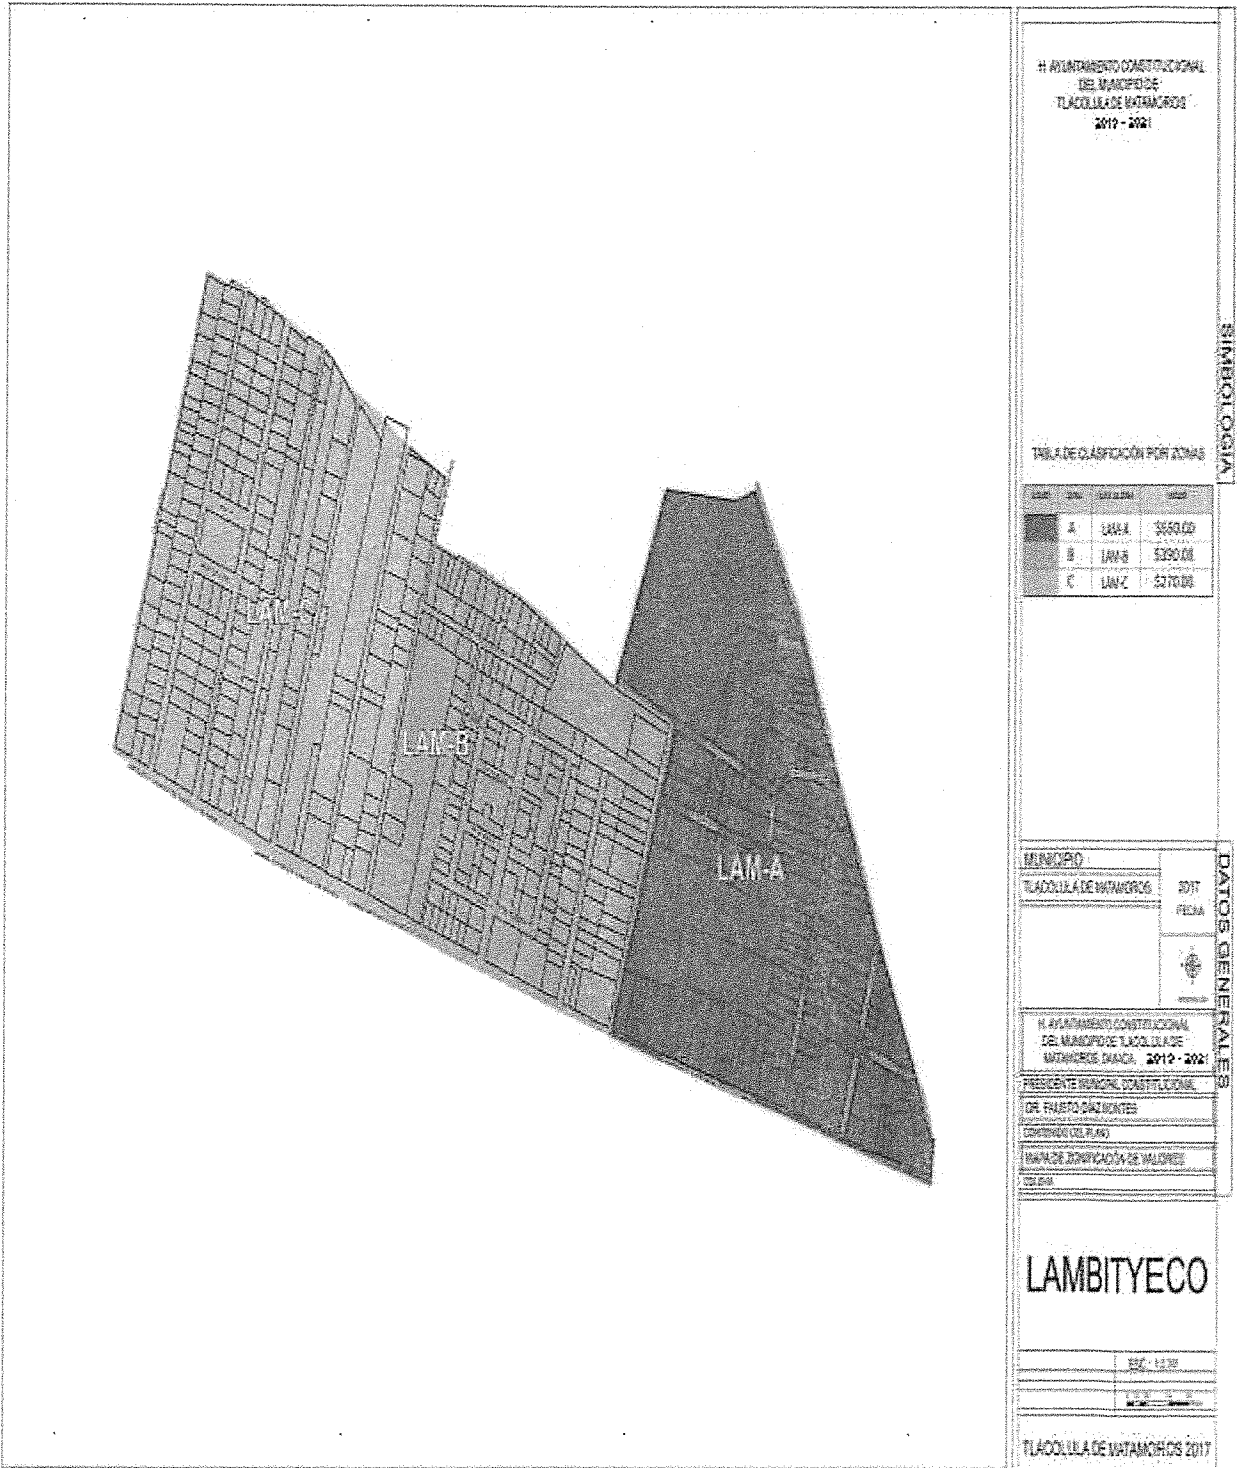 H. AYUNTAMIENTO CONSTITUCIONAL
DEL MUNICIPIO DE
TLACOLULA DE MATAMOROS
2019 - 2021
SIMBOLOGIA
TABLA DE CLASIFICACIÓN POR ZONAS
A LAM-A $550.00
B LAM-B $390.00
C LAM-C $270.00
LAM-C
LAM-B
LAM-A
DATOS GENERALES
MUNICIPIO
TLACOLULA DE MATAMOROS
2017
FECHA
H. AYUNTAMIENTO CONSTITUCIONAL
DEL MUNICIPIO DE TLACOLULA DE
MATAMOROS, OAXACA. 2019 - 2021
PRESIDENTE MUNICIPAL CONSTITUCIONAL
DR. FAUSTO DÍAZ MONTES
CONTENIDO DEL PLANO
MAPA DE ZONIFICACIÓN DE VALORES
COLONIA
LAMBITYECO
TLACOLULA DE MATAMOROS 2017